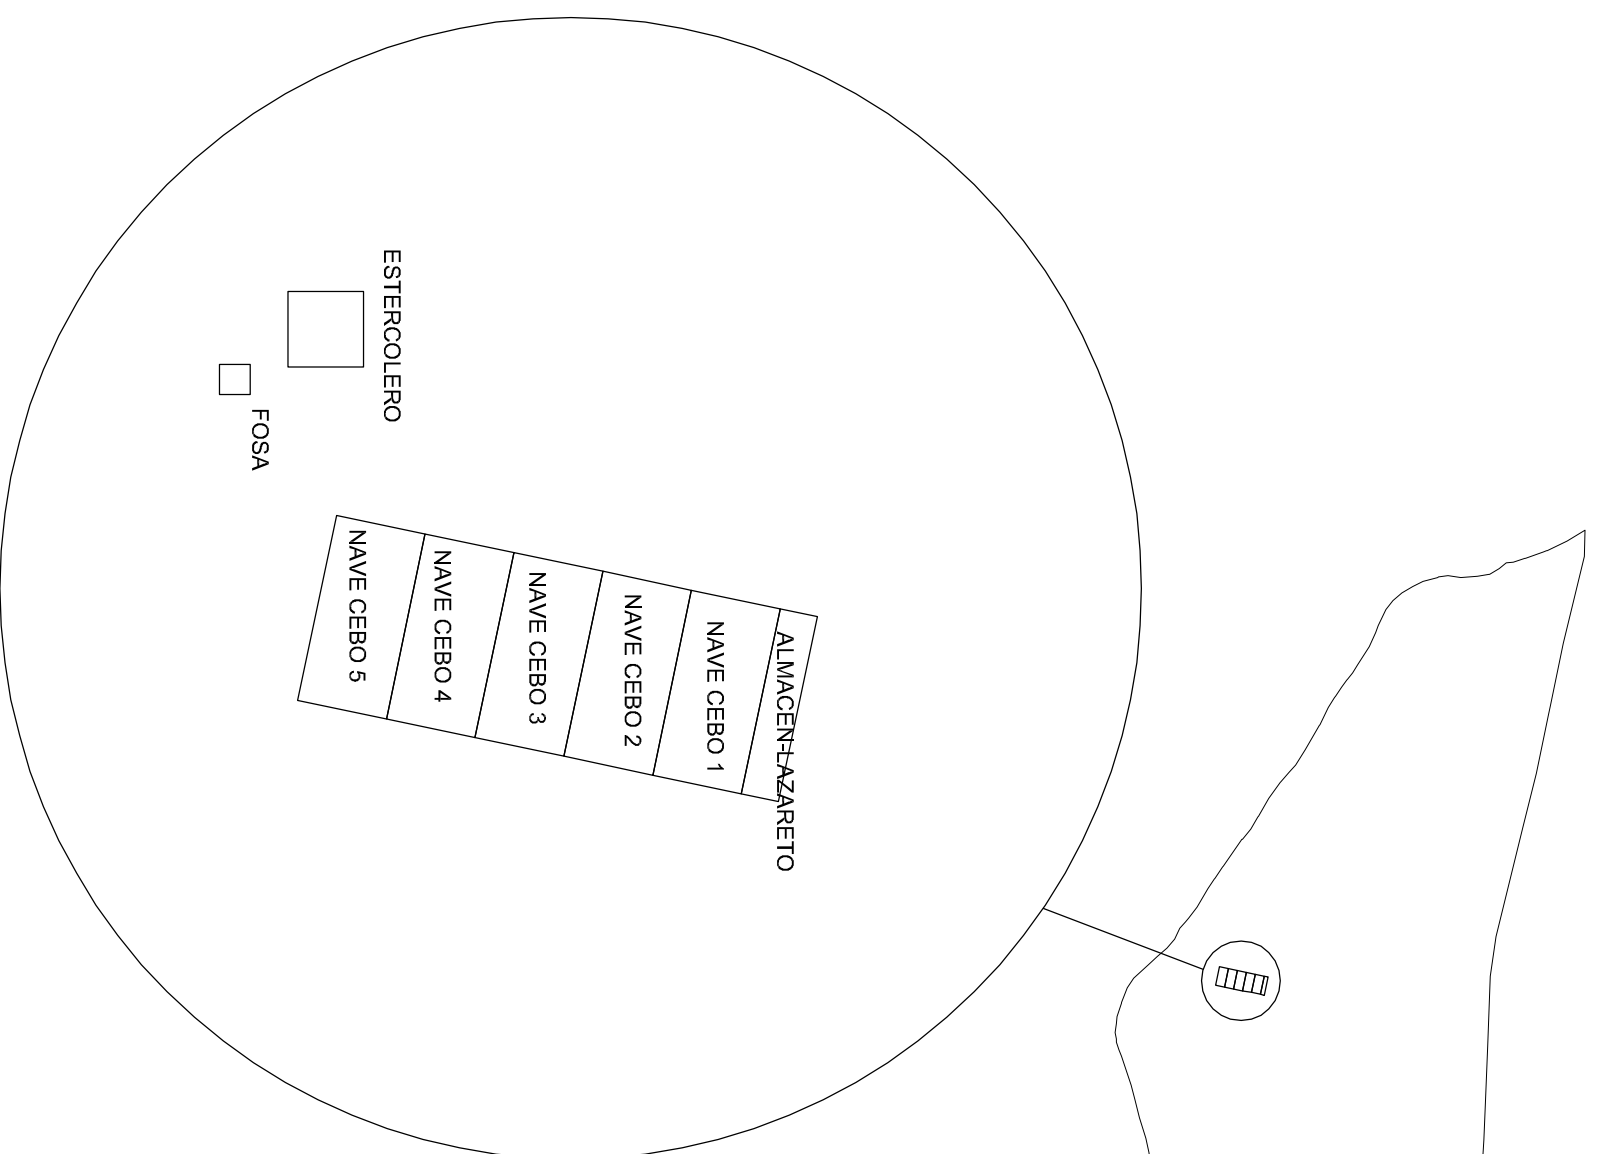 ESTERCOLERO
FOSA
NAVE CEBO 5
NAVE CEBO 4
NAVE CEBO 3
NAVE CEBO 2
NAVE CEBO 1
ALMACEN-LAZARETO